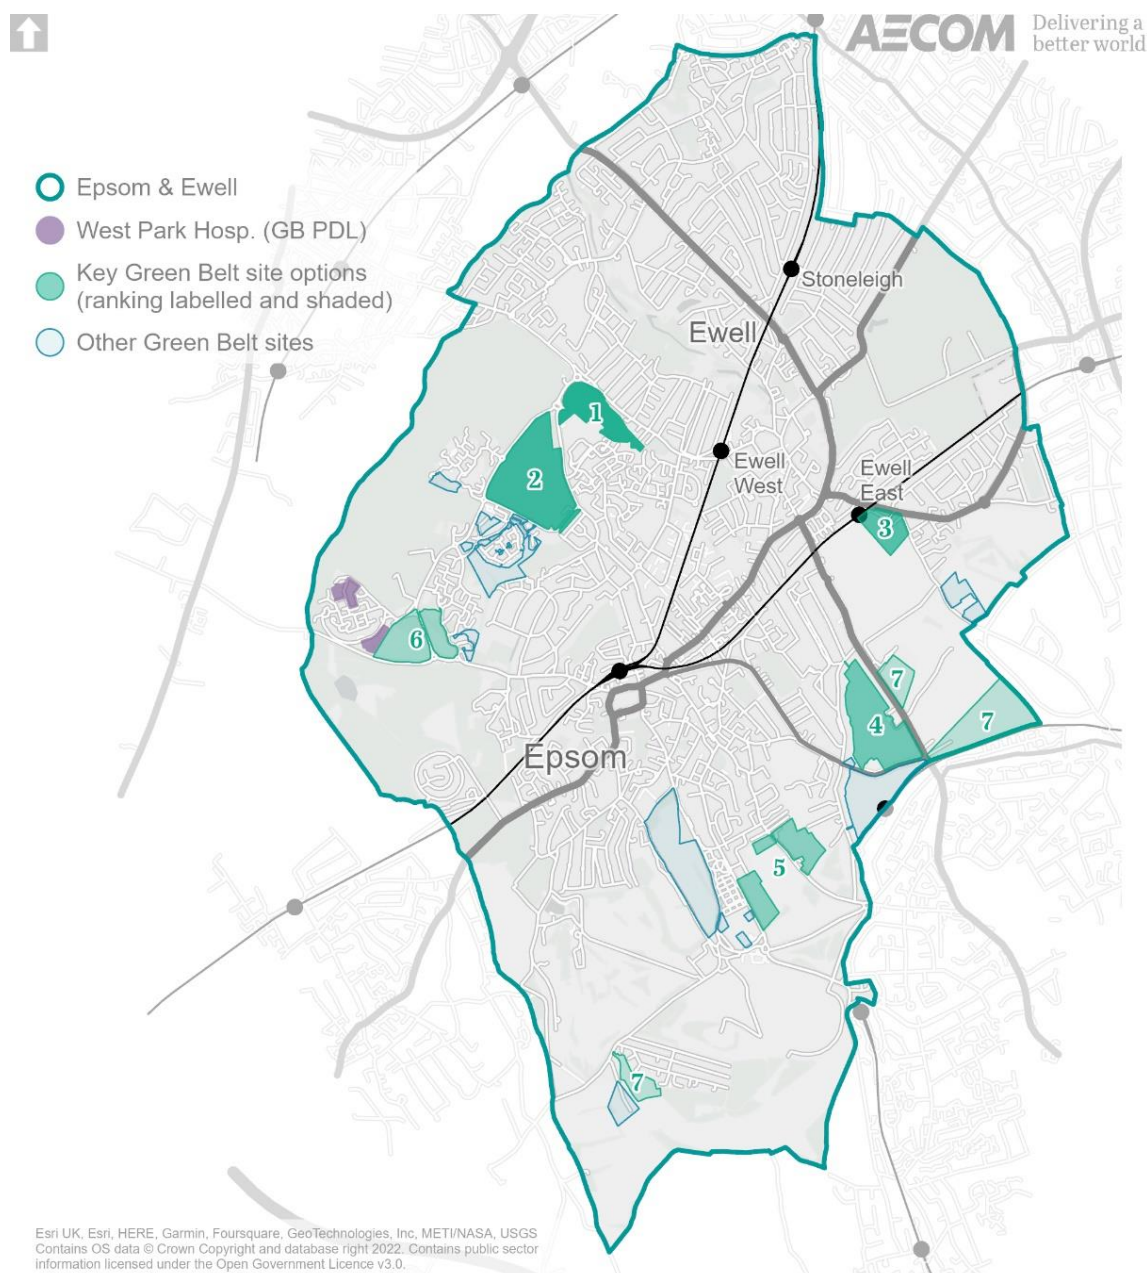 AECOM
Delivering a
better world
Epsom & Ewell
West Park Hosp. (GB PDL)
Key Green Belt site options
(ranking labelled and shaded)
Other Green Belt sites
Stoneleigh
Ewell
1
Ewell
West
Ewell
East
2
3
6
7
4
7
Epsom
5
7
Esri UK, Esri, HERE, Garmin, Foursquare, GeoTechnologies, Inc, METI/NASA, USGS
Contains OS data © Crown Copyright and database right 2022. Contains public sector
information licensed under the Open Government Licence v3.0.